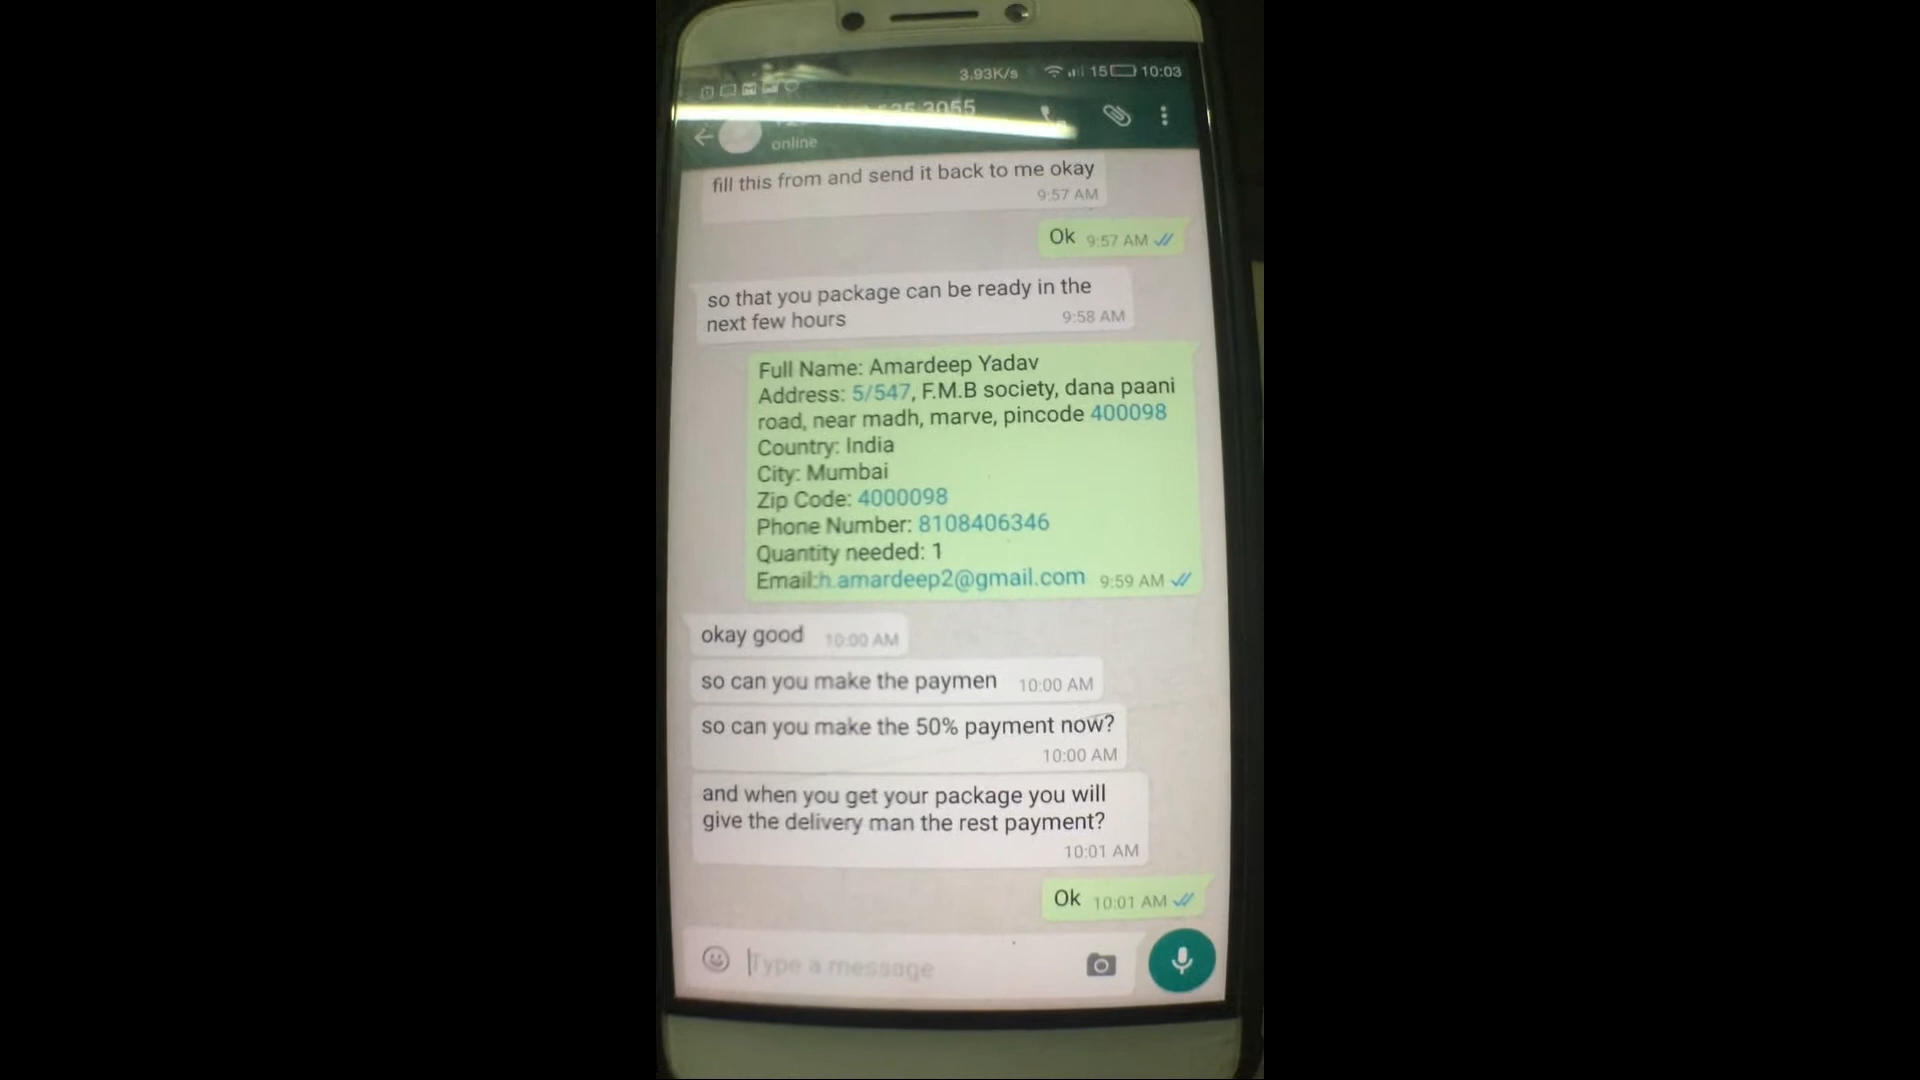 3.93K/s 15 10:03
3055
online
fill this from and send it back to me okay
9:57 AM
Ok 9:57 AM
so that you package can be ready in the
next few hours 9:58 AM
Full Name: Amardeep Yadav
Address: 5/547, F.M.B society, dana paani
road, near madh, marve, pincode 400098
Country: India
City: Mumbai
Zip Code: 4000098
Phone Number: 8108406346
Quantity needed: 1
Email:h.amardeep2@gmail.com 9:59 AM
okay good 10:00 AM
so can you make the paymen 10:00 AM
so can you make the 50% payment now?
10:00 AM
and when you get your package you will
give the delivery man the rest payment?
10:01 AM
Ok 10:01 AM
Type a message